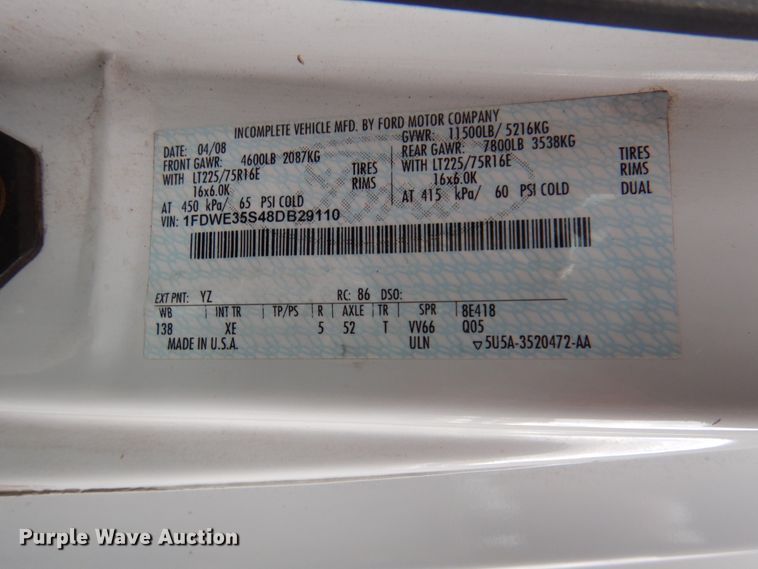 INCOMPLETE VEHICLE MFD. BY FORD MOTOR COMPANY
DATE: 04/08
GVWR: 11500LB/ 5216KG
FRONT GAWR: 4600LB 2087KG
REAR GAWR: 7800LB 3538KG
WITH LT225/75R16E TIRES
WITH LT225/75R16E TIRES
16x6.0K RIMS
16x6.0K RIMS
AT 450 kPa/ 65 PSI COLD
AT 415 kPa/ 60 PSI COLD DUAL
VIN: 1FDWE35S48DB29110
EXT PNT: YZ RC: 86 DSO:
WB INT TR TP/PS R AXLE TR SPR 8E418
138 XE 5 52 T VV66 Q05
MADE IN U.S.A. ULN ▽5U5A-3520472-AA
Purple Wave Auction